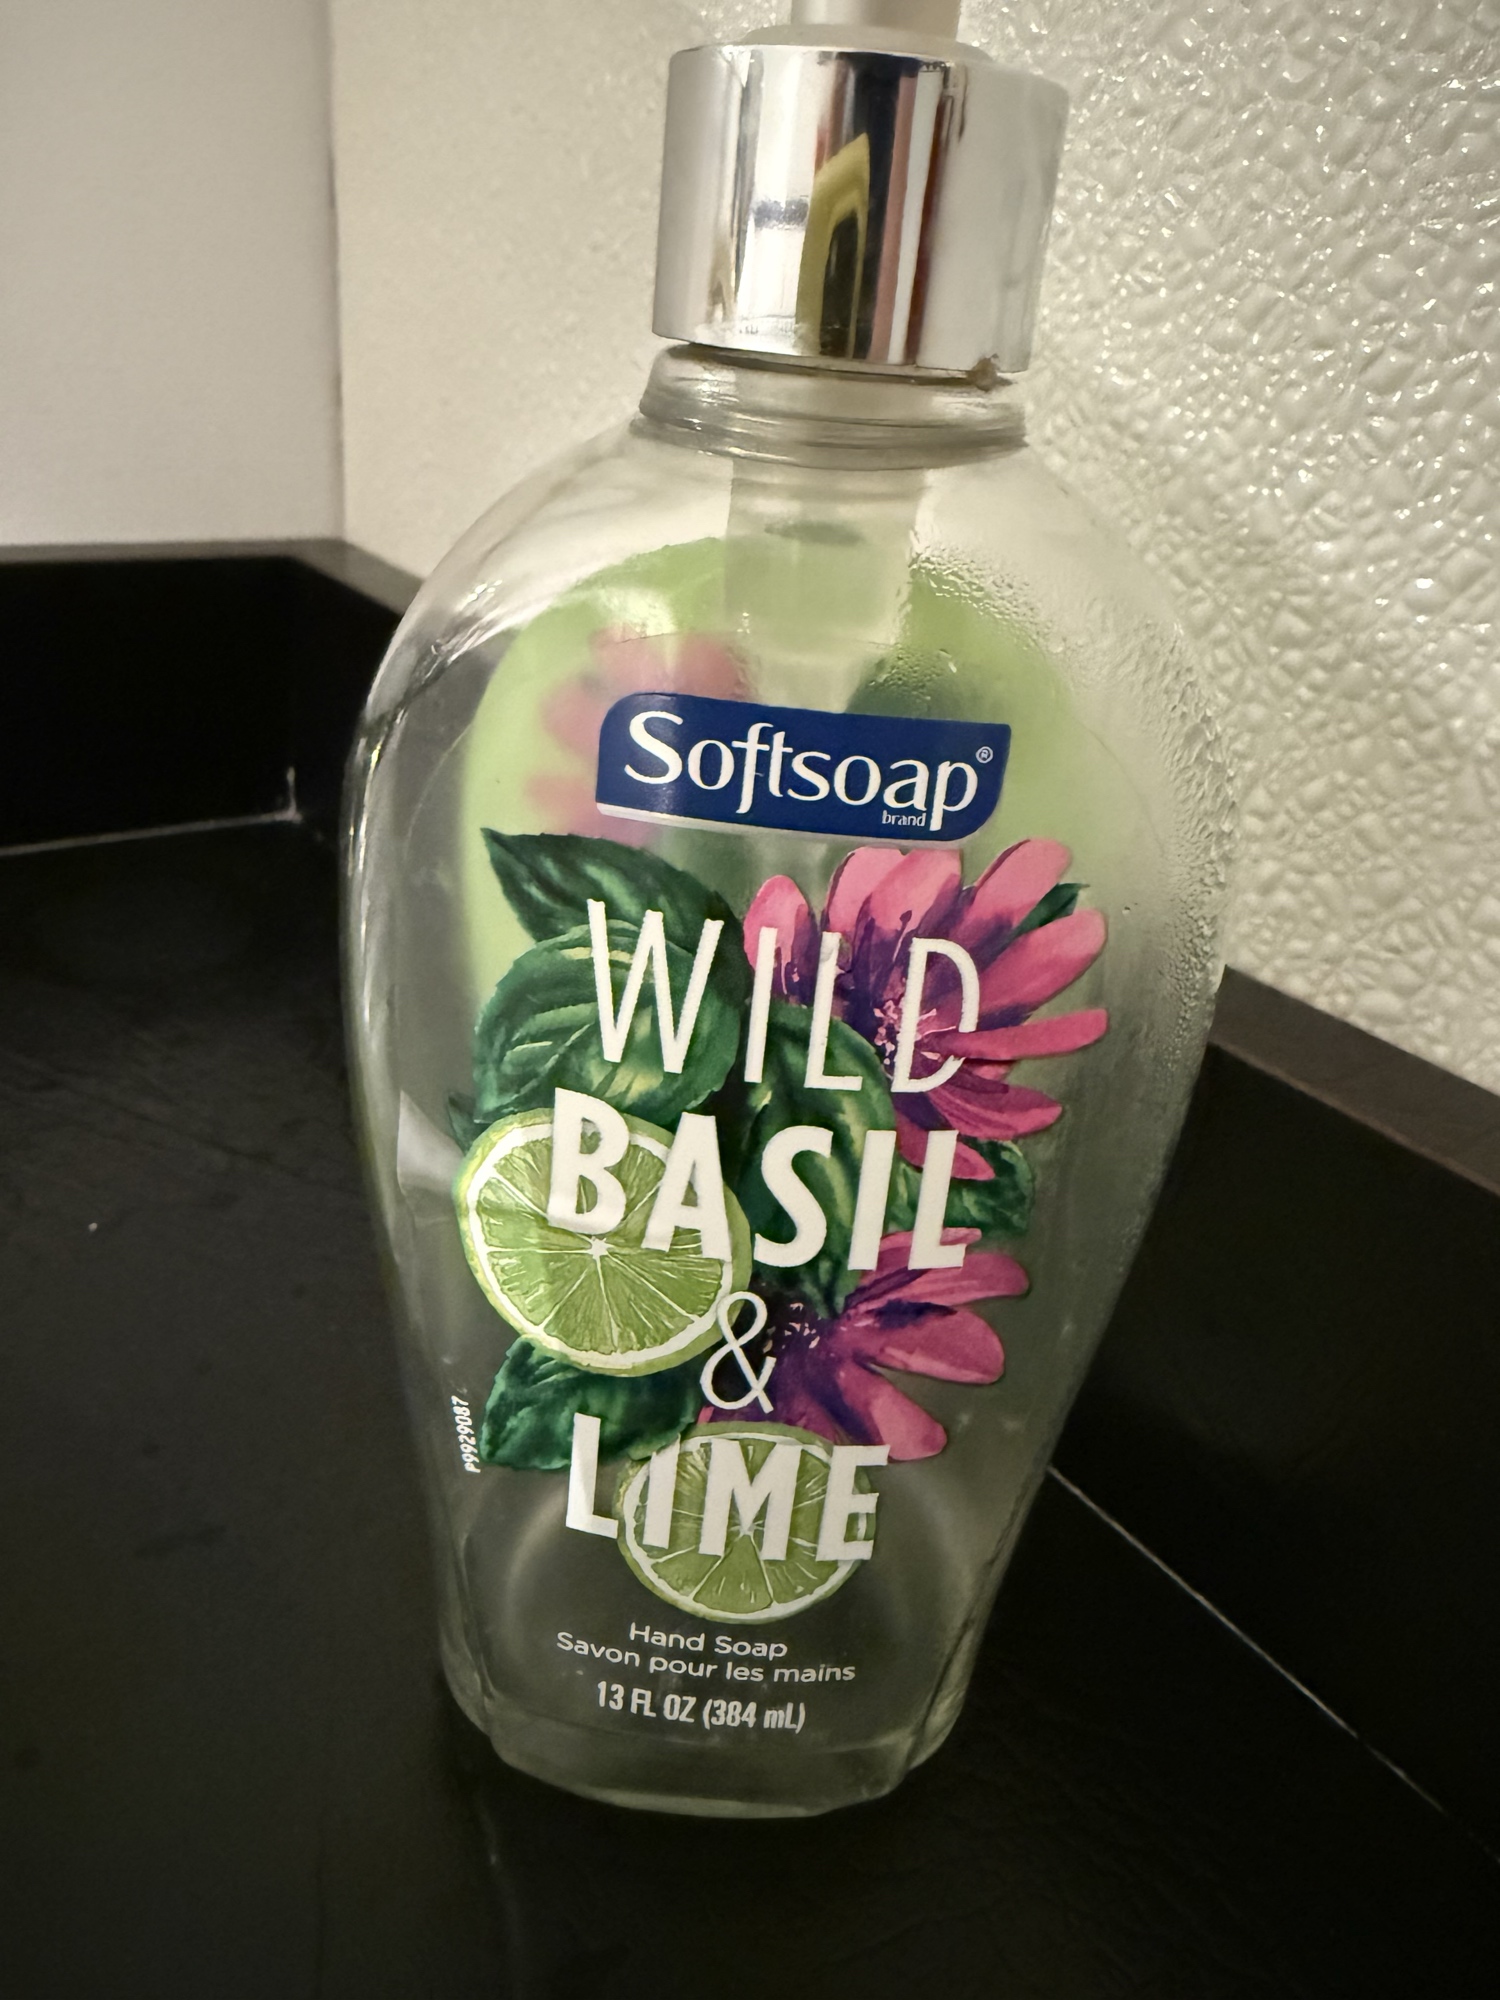 Softsoap®
brand
WILD
BASIL
&
LIME
P9929087
Hand Soap
Savon pour les mains
13 FL OZ (384 mL)